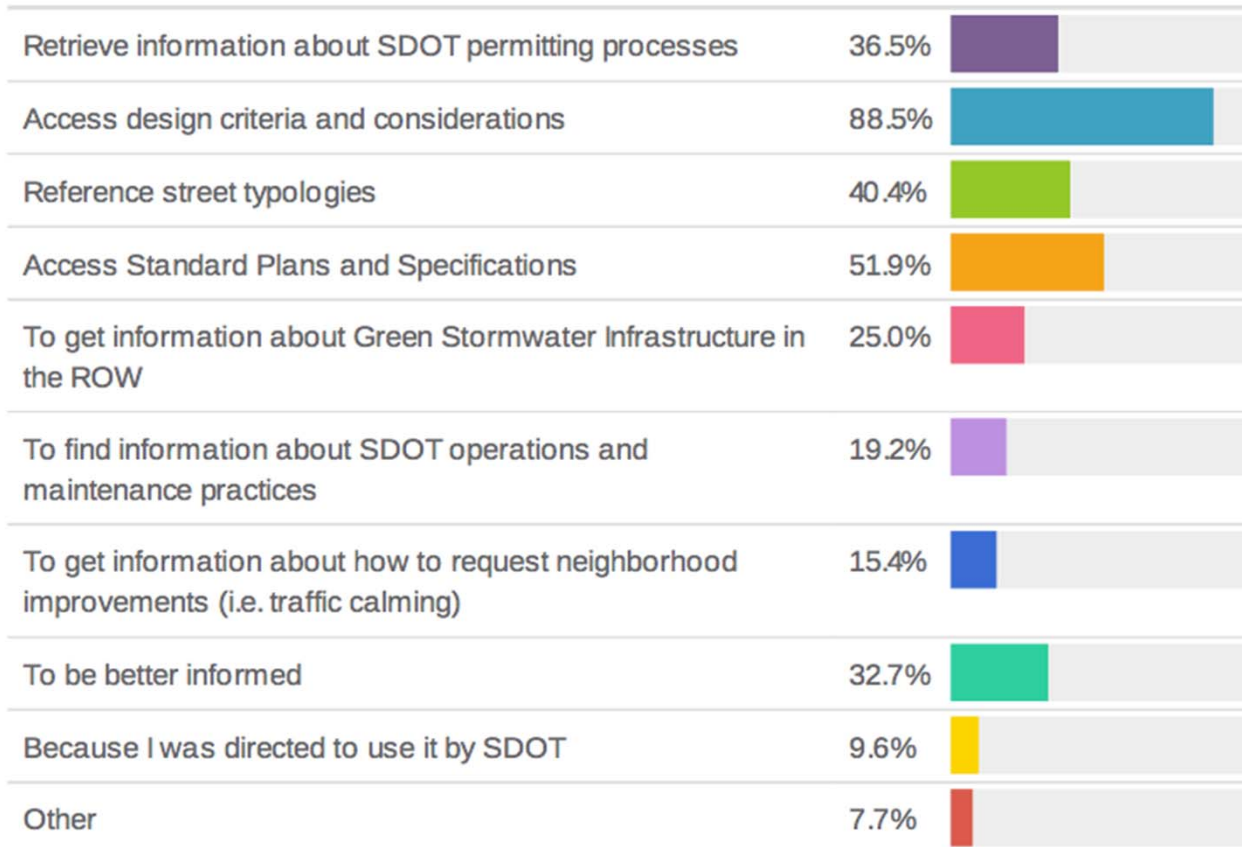 Retrieve information about SDOT permitting processes 36.5%
Access design criteria and considerations 88.5%
Reference street typologies 40.4%
Access Standard Plans and Specifications 51.9%
To get information about Green Stormwater Infrastructure in 25.0%
the ROW
To find information about SDOT operations and 19.2%
maintenance practices
To get information about how to request neighborhood 15.4%
improvements (i.e. traffic calming)
To be better informed 32.7%
Because I was directed to use it by SDOT 9.6%
Other 7.7%